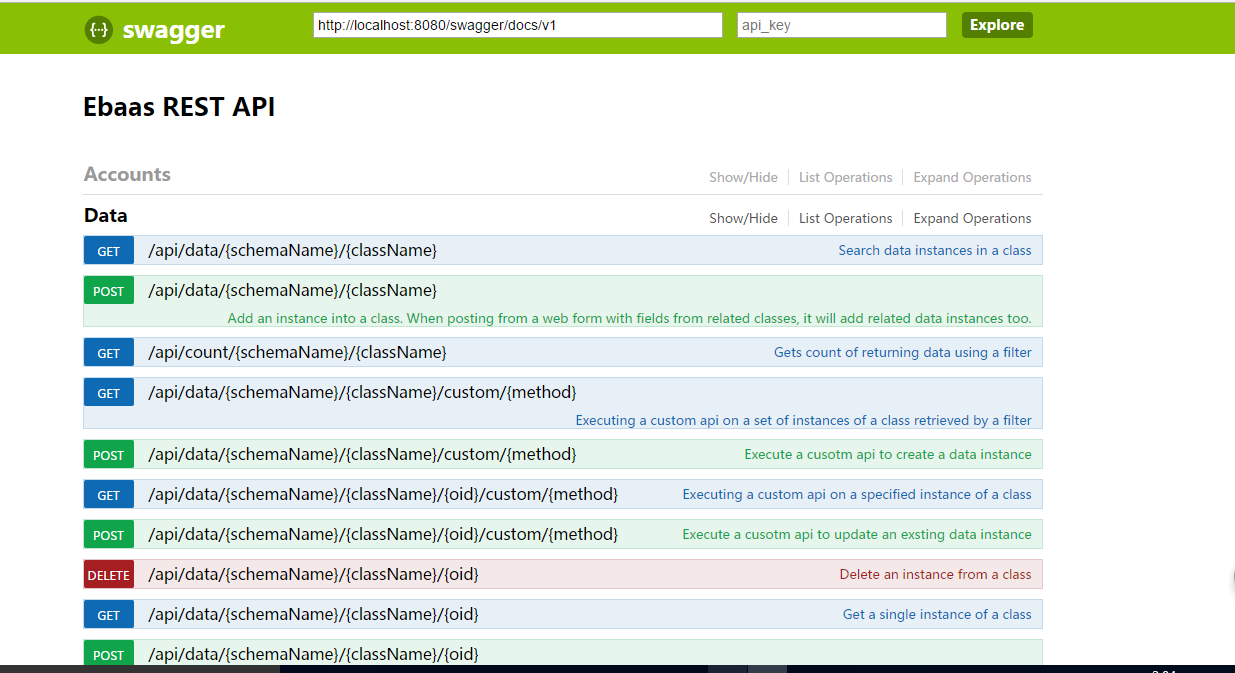 {··} swagger http://localhost:8080/swagger/docs/v1 api_key Explore
Ebaas REST API
Accounts Show/Hide List Operations Expand Operations
Data Show/Hide List Operations Expand Operations
GET /api/data/{schemaName}/{className} Search data instances in a class
POST /api/data/{schemaName}/{className}
Add an instance into a class. When posting from a web form with fields from related classes, it will add related data instances too.
GET /api/count/{schemaName}/{className} Gets count of returning data using a filter
GET /api/data/{schemaName}/{className}/custom/{method}
Executing a custom api on a set of instances of a class retrieved by a filter
POST /api/data/{schemaName}/{className}/custom/{method} Execute a cusotm api to create a data instance
GET /api/data/{schemaName}/{className}/{oid}/custom/{method} Executing a custom api on a specified instance of a class
POST /api/data/{schemaName}/{className}/{oid}/custom/{method} Execute a cusotm api to update an exsting data instance
DELETE /api/data/{schemaName}/{className}/{oid} Delete an instance from a class
GET /api/data/{schemaName}/{className}/{oid} Get a single instance of a class
POST /api/data/{schemaName}/{className}/{oid}